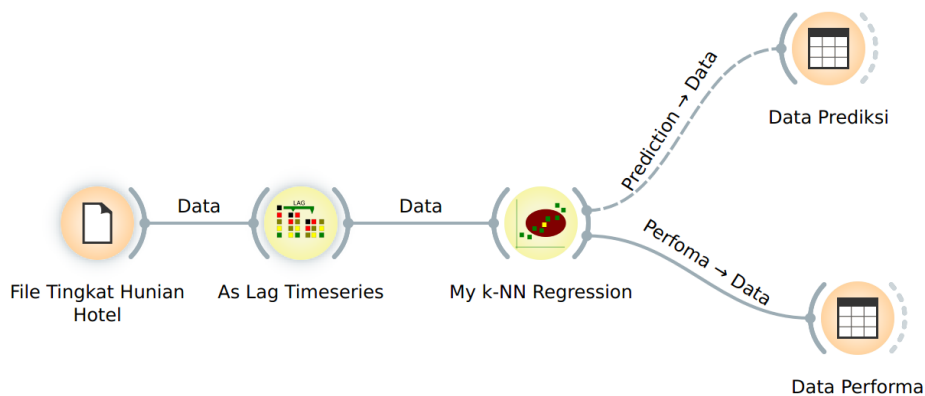 Prediction → Data
Data Prediksi
LAG
Data
Data
Perfoma → Data
File Tingkat Hunian
Hotel
As Lag Timeseries
My k-NN Regression
Data Performa